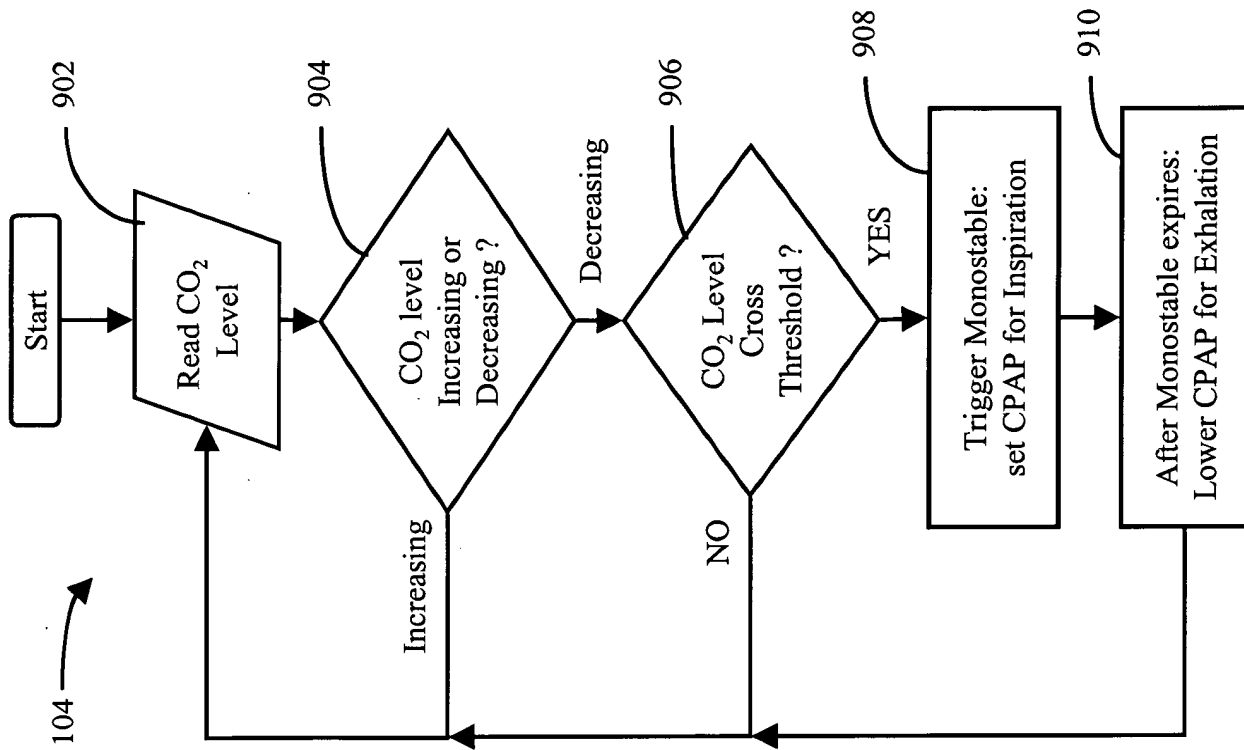 104
Start
902
Read CO₂
Level
904
CO₂ level
Increasing or
Decreasing ?
Increasing
Decreasing
906
CO₂ Level
Cross
Threshold ?
NO
YES
908
Trigger Monostable:
set CPAP for Inspiration
910
After Monostable expires:
Lower CPAP for Exhalation